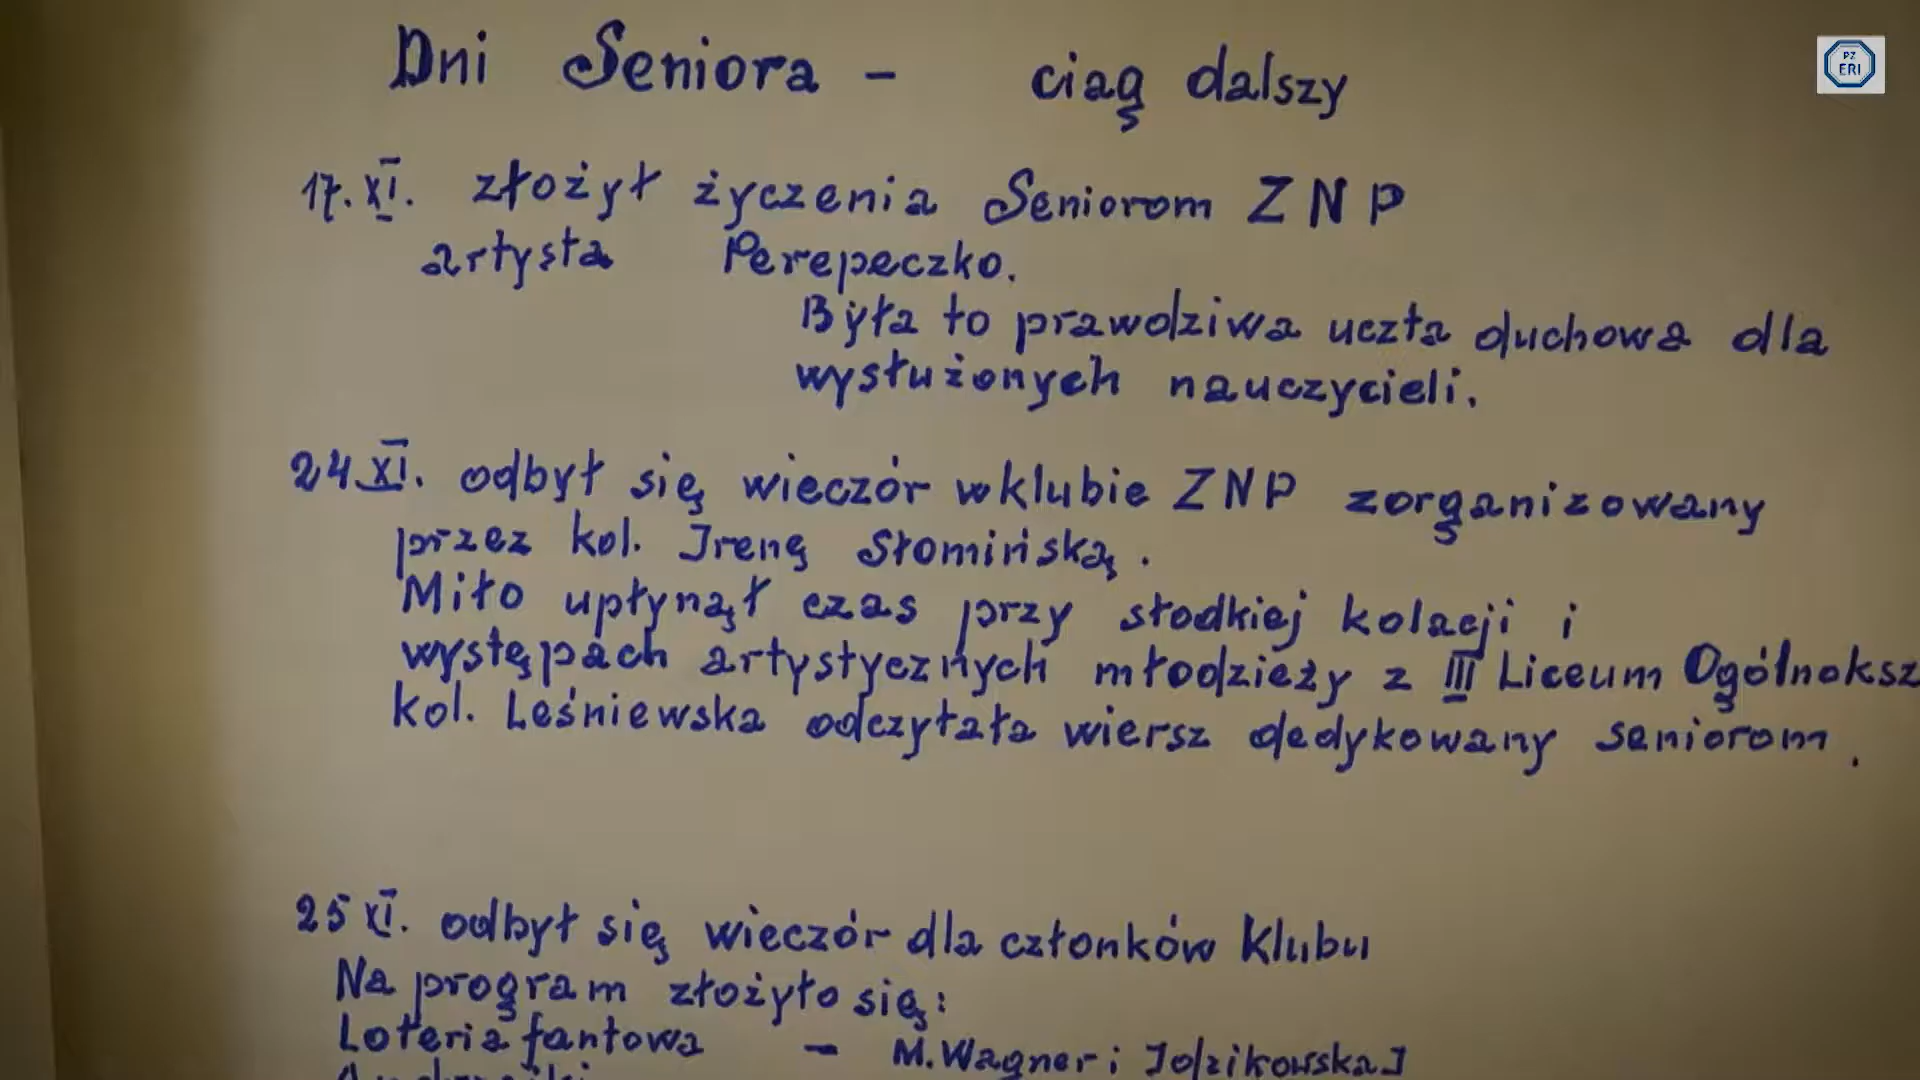 Dni Seniora - ciąg dalszy
PZ
ERI
17.XI. złożył życzenia Seniorom ZNP
artysta Perepeczko.
Była to prawdziwa uczta duchowa dla
wysłużonych nauczycieli.
24.XI. odbył się wieczór w klubie ZNP zorganizowany
przez kol. Irenę Słomińską.
Miło upłynął czas przy słodkiej kolacji i
występach artystycznych młodzieży z III Liceum Ogólnoksz
kol. Leśniewska odczytała wiersz dedykowany seniorom.
25 XI. odbył się wieczór dla członków Klubu
Na program złożyło się:
Loteria fantowa - M. Wagner i Jodzikowska J